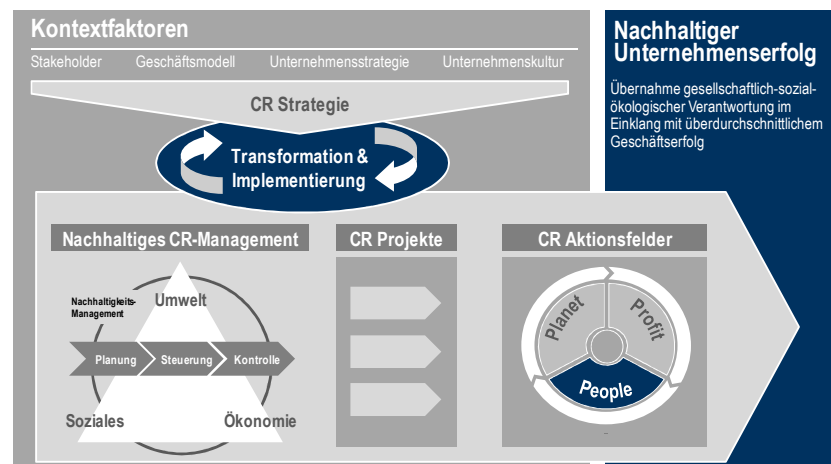 Kontextfaktoren
Stakeholder Geschäftsmodell Unternehmensstrategie Unternehmenskultur
CR Strategie
Transformation &
Implementierung
Nachhaltiger
Unternehmenserfolg
Übernahme gesellschaftlich-sozial-
ökologischer Verantwortung im
Einklang mit überdurchschnittlichem
Geschäftserfolg
Nachhaltiges CR-Management
Nachhaltigkeits-
Management
Umwelt
Planung Steuerung Kontrolle
Soziales Ökonomie
CR Projekte
CR Aktionsfelder
Planet
Profit
People